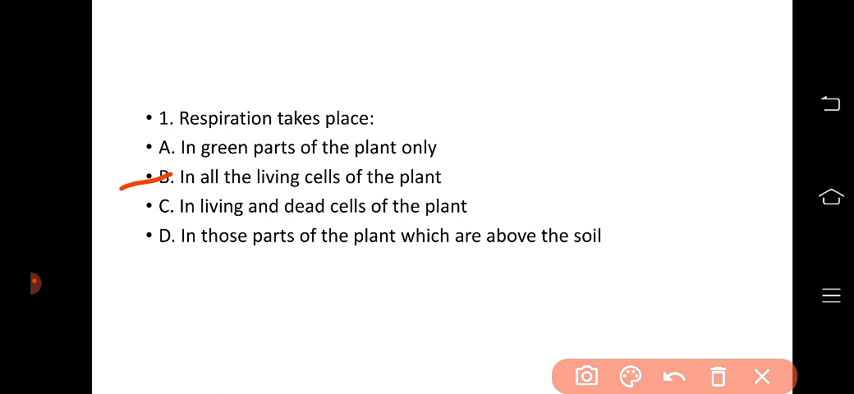 • 1. Respiration takes place:
• A. In green parts of the plant only
• B. In all the living cells of the plant
• C. In living and dead cells of the plant
• D. In those parts of the plant which are above the soil